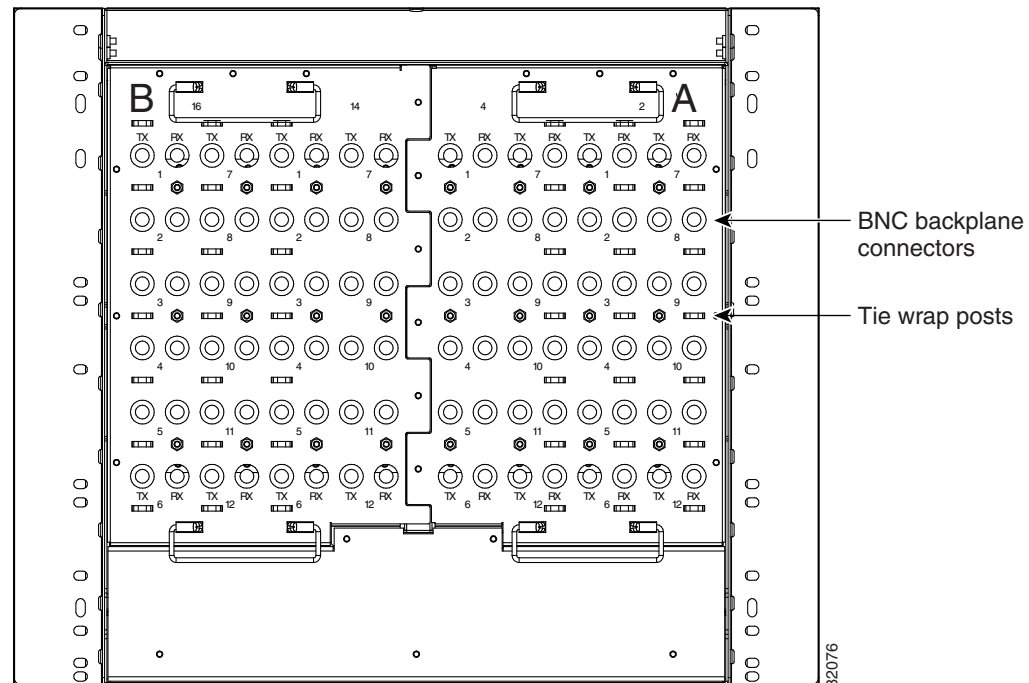 B 16 14 4 2 A
TX RX TX RX TX RX TX RX TX RX TX RX TX RX TX RX
1 7 1 7 1 7 1 7
2 8 2 8 2 8 2 8
BNC backplane
connectors
3 9 3 9 3 9 3 9
Tie wrap posts
4 10 4 10 4 10 4 10
5 11 5 11 5 11 5 11
TX RX TX RX TX RX TX RX TX RX TX RX TX RX TX RX
6 12 6 12 6 12 6 12